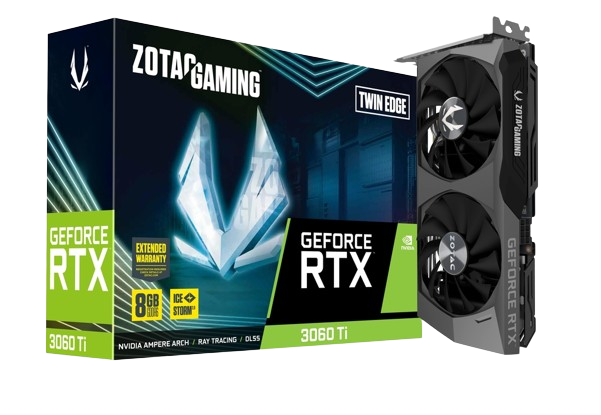 ZOTAC GAMING
TWIN EDGE
GEFORCE
RTX
3060 Ti
EXTENDED
WARRANTY
8GB
ICE
STORM
GEFORCE
RTX
NVIDIA
3060 Ti
NVIDIA AMPERE ARCH / RAY TRACING / DLSS
ZOTAC GAMING
ZOTAC
GEFORCE RTX